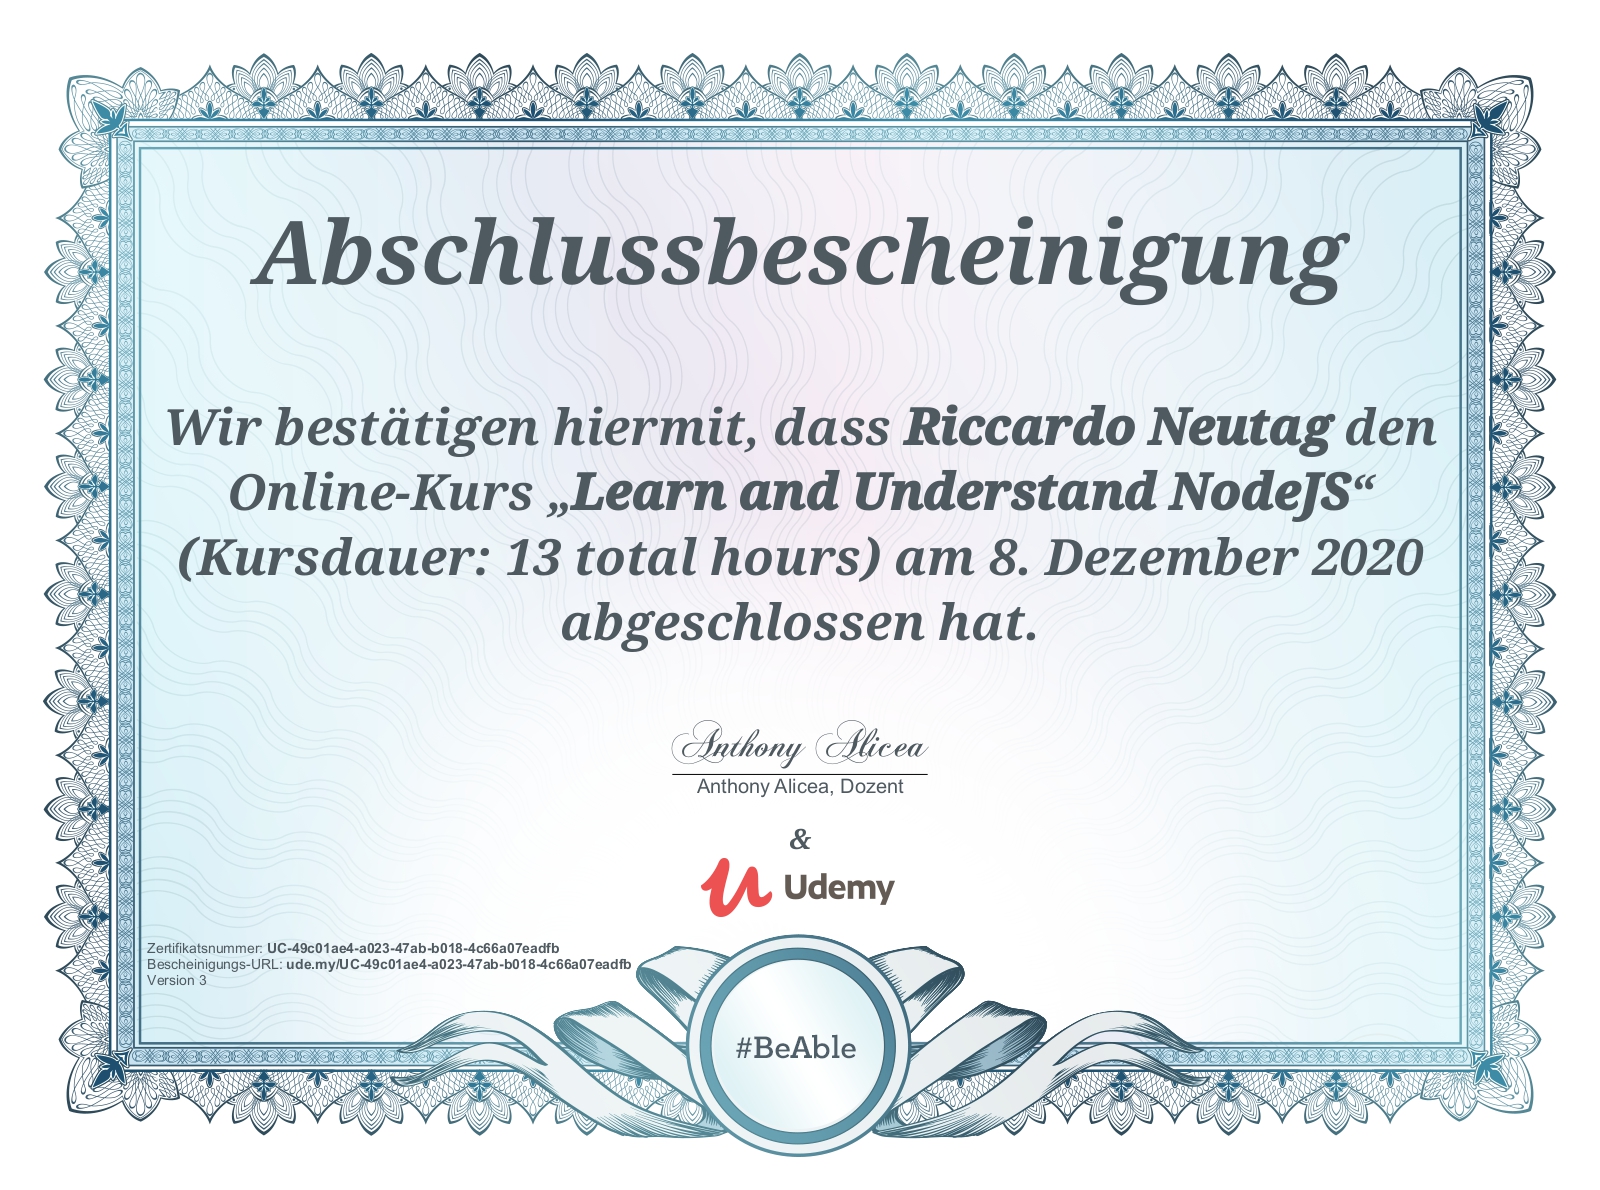 Abschlussbescheinigung
Wir bestätigen hiermit, dass Riccardo Neutag den
Online-Kurs „Learn and Understand NodeJS“
(Kursdauer: 13 total hours) am 8. Dezember 2020
abgeschlossen hat.
Anthony Alicea
Anthony Alicea, Dozent
&
Udemy
Zertifikatsnummer: UC-49c01ae4-a023-47ab-b018-4c66a07eadfb
Bescheinigungs-URL: ude.my/UC-49c01ae4-a023-47ab-b018-4c66a07eadfb
Version 3
#BeAble